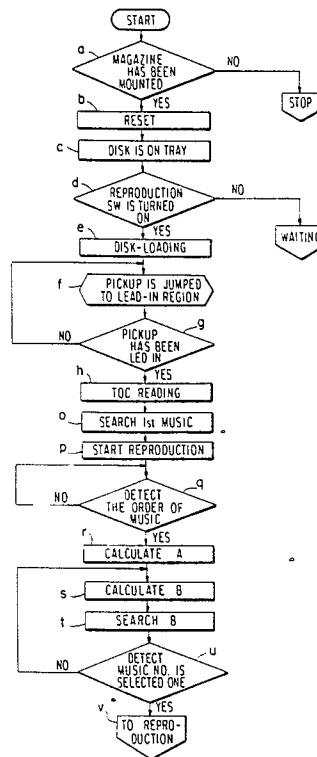 START
a
MAGAZINE
HAS BEEN
MOUNTED
NO
YES
STOP
b
RESET
c
DISK IS ON TRAY
d
REPRODUCTION
SW IS TURNED
ON
NO
YES
WAITING
e
DISK-LOADING
f
PICKUP IS JUMPED
TO LEAD-IN REGION
g
PICKUP
HAS BEEN
LED IN
NO
YES
h
TOC READING
o
SEARCH 1st MUSIC
p
START REPRODUCTION
q
DETECT
THE ORDER OF
MUSIC
NO
YES
r
CALCULATE A
s
CALCULATE B
t
SEARCH B
u
DETECT
MUSIC NO. IS
SELECTED ONE
NO
YES
v
TO REPRO-
DUCTION